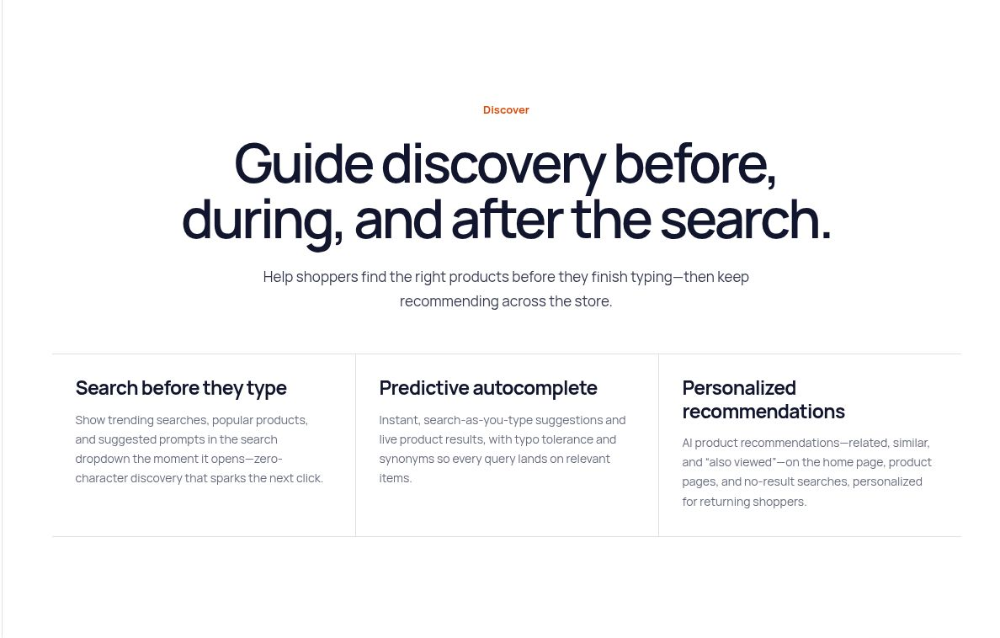 Discover
Guide discovery before,
during, and after the search.
Help shoppers find the right products before they finish typing—then keep
recommending across the store.
Search before they type
Show trending searches, popular products,
and suggested prompts in the search
dropdown the moment it opens—zero-
character discovery that sparks the next click.
Predictive autocomplete
Instant, search-as-you-type suggestions and
live product results, with typo tolerance and
synonyms so every query lands on relevant
items.
Personalized
recommendations
AI product recommendations—related, similar,
and “also viewed”—on the home page, product
pages, and no-result searches, personalized
for returning shoppers.